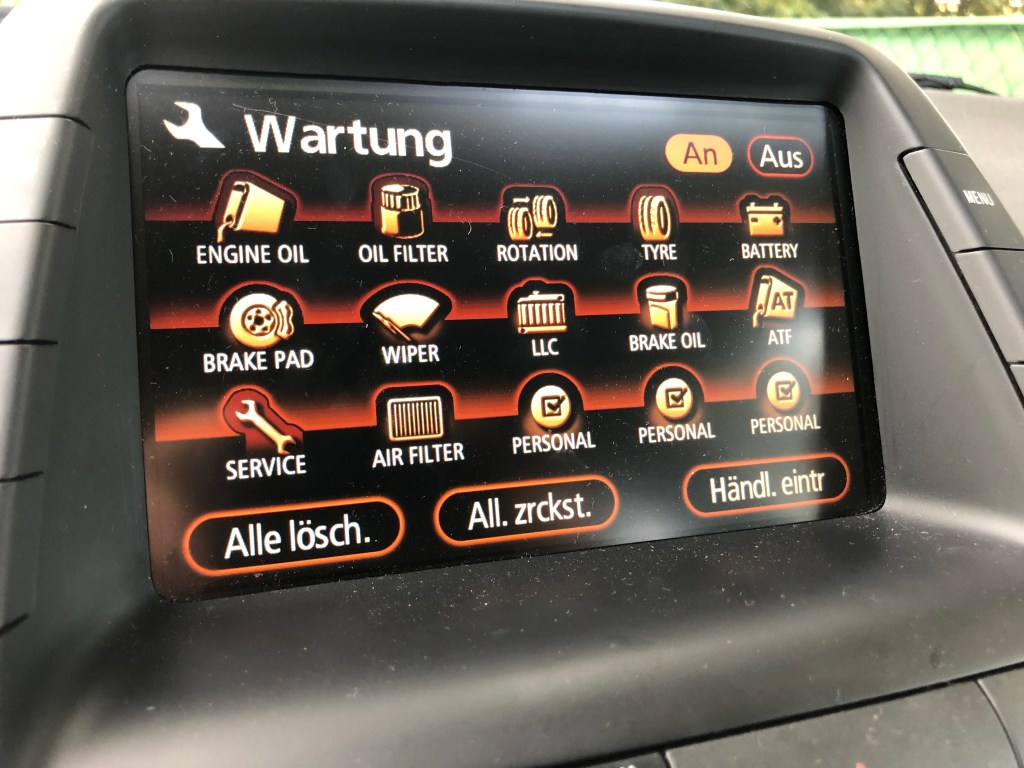 Wartung
An Aus
MENU
ENGINE OIL OIL FILTER ROTATION TYRE BATTERY
AT
BRAKE PAD WIPER LLC BRAKE OIL ATF
SERVICE AIR FILTER PERSONAL PERSONAL PERSONAL
Alle lösch. All. zrckst. Händl. eintr